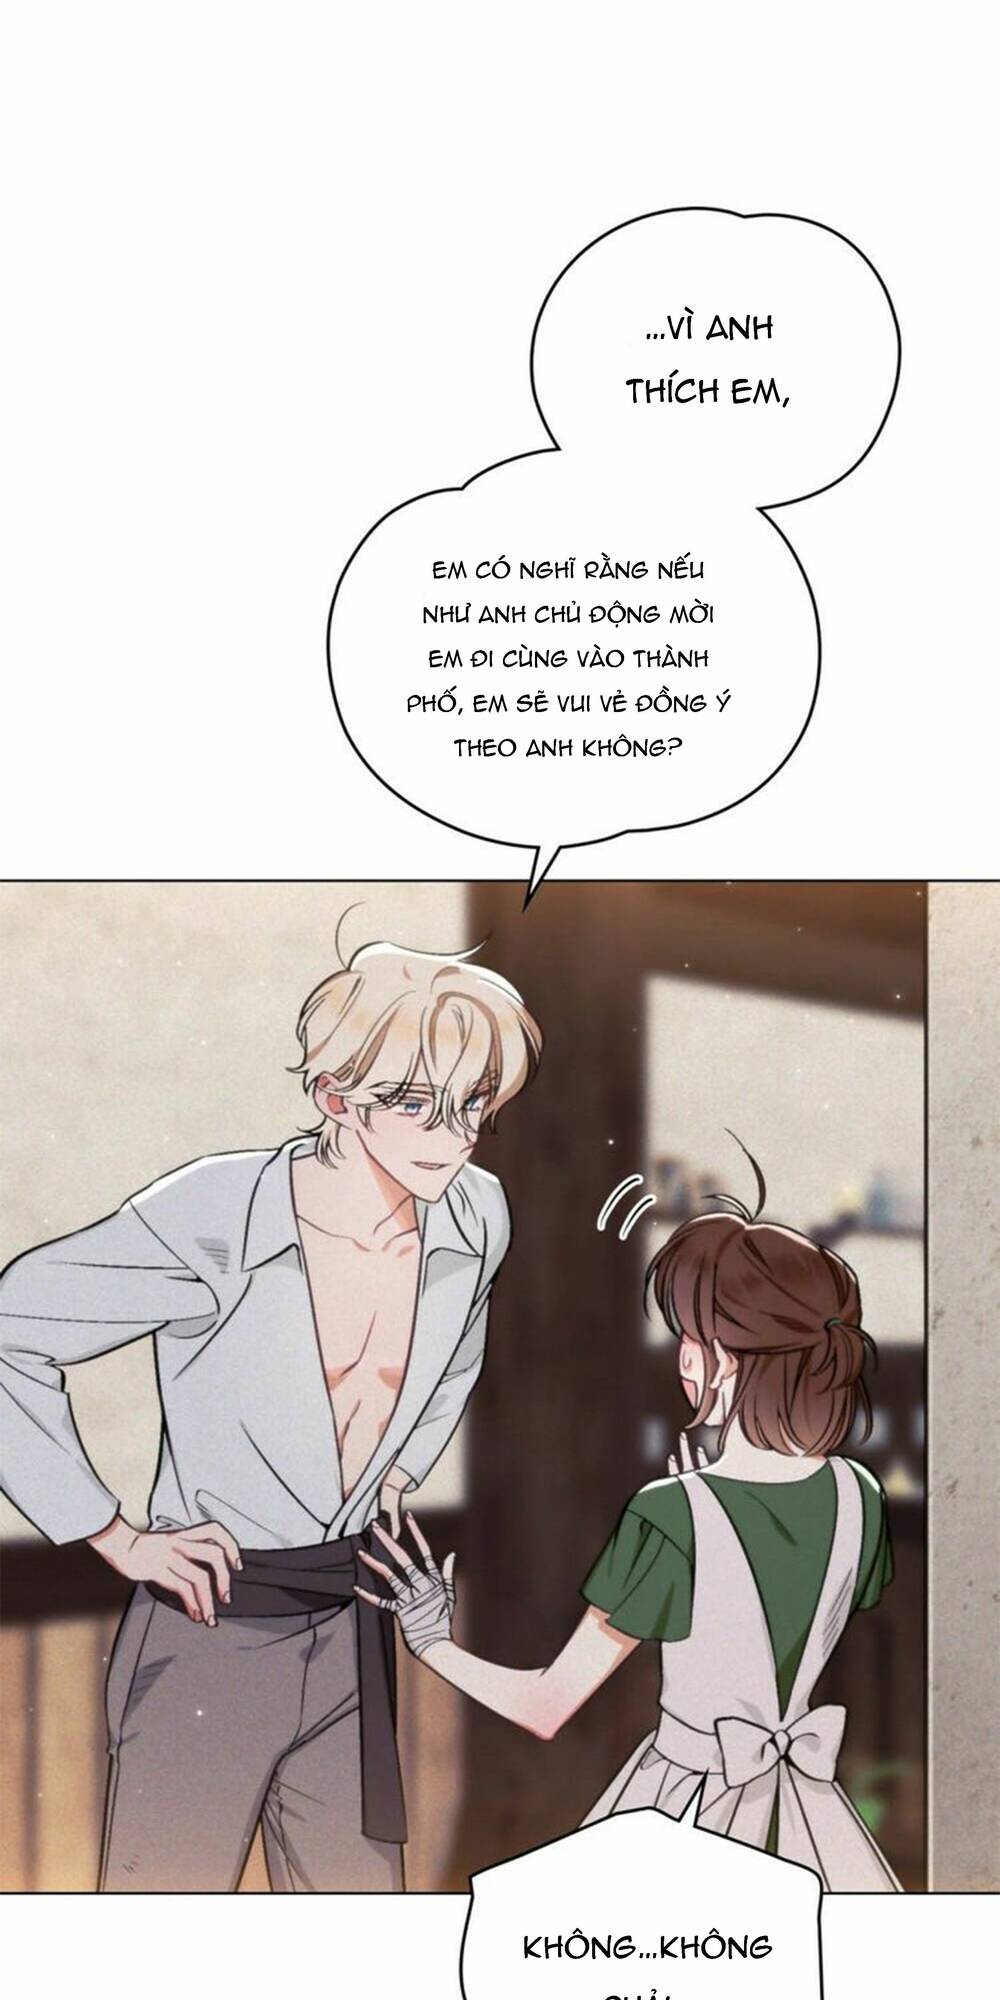 ...VÌ ANH
THÍCH EM,
EM CÓ NGHĨ RẰNG NẾU
NHƯ ANH CHỦ ĐỘNG MỜI
EM ĐI CÙNG VÀO THÀNH
PHỐ, EM SẼ VUI VẺ ĐỒNG Ý
THEO ANH KHÔNG?
KHÔNG...KHÔNG